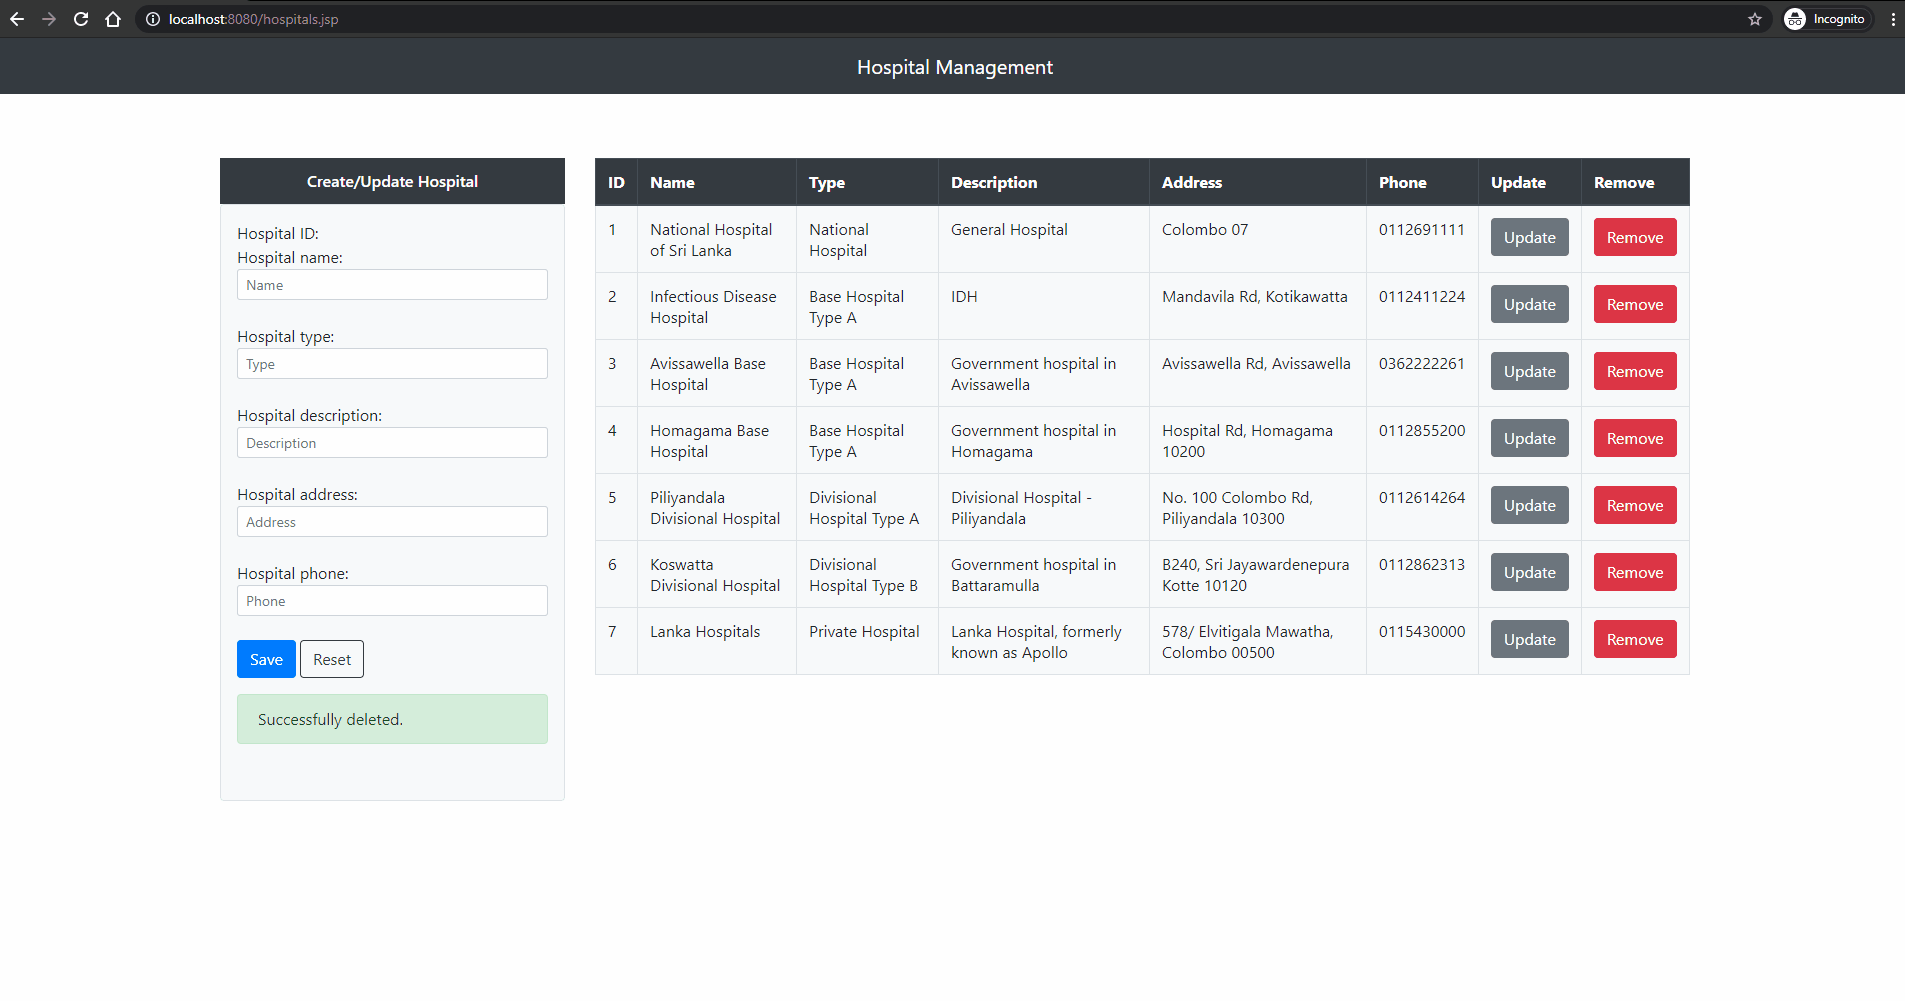 localhost:8080/hospitals.jsp
Incognito
Hospital Management
Create/Update Hospital
Hospital ID:
Hospital name:
Name
Hospital type:
Type
Hospital description:
Description
Hospital address:
Address
Hospital phone:
Phone
Save Reset
Successfully deleted.
ID Name Type Description Address Phone Update Remove
1 National Hospital National General Hospital Colombo 07 0112691111 Update Remove
of Sri Lanka Hospital
2 Infectious Disease Base Hospital IDH Mandavila Rd, Kotikawatta 0112411224 Update Remove
Hospital Type A
3 Avissawella Base Base Hospital Government hospital in Avissawella Rd, Avissawella 0362222261 Update Remove
Hospital Type A Avissawella
4 Homagama Base Base Hospital Government hospital in Hospital Rd, Homagama 0112855200 Update Remove
Hospital Type A Homagama 10200
5 Piliyandala Divisional Divisional Hospital - No. 100 Colombo Rd, 0112614264 Update Remove
Divisional Hospital Hospital Type A Piliyandala Piliyandala 10300
6 Koswatta Divisional Government hospital in B240, Sri Jayawardenepura 0112862313 Update Remove
Divisional Hospital Hospital Type B Battaramulla Kotte 10120
7 Lanka Hospitals Private Hospital Lanka Hospital, formerly 578/ Elvitigala Mawatha, 0115430000 Update Remove
known as Apollo Colombo 00500